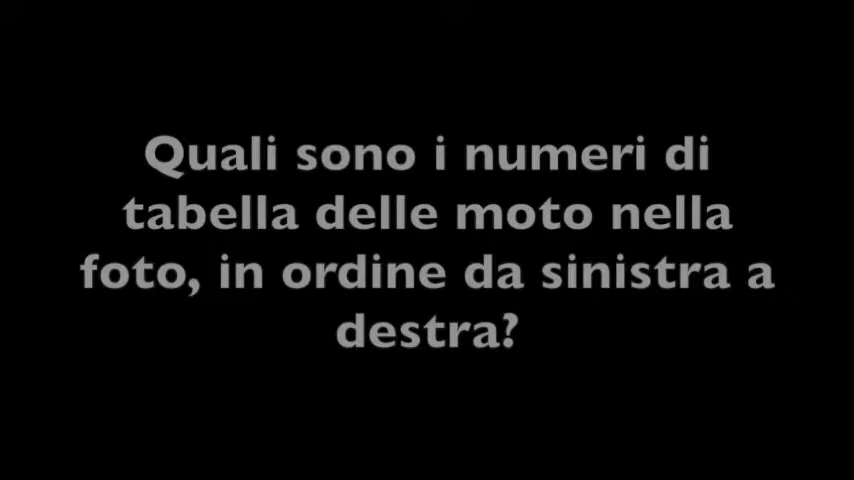 Quali sono i numeri di
tabella delle moto nella
foto, in ordine da sinistra a
destra?